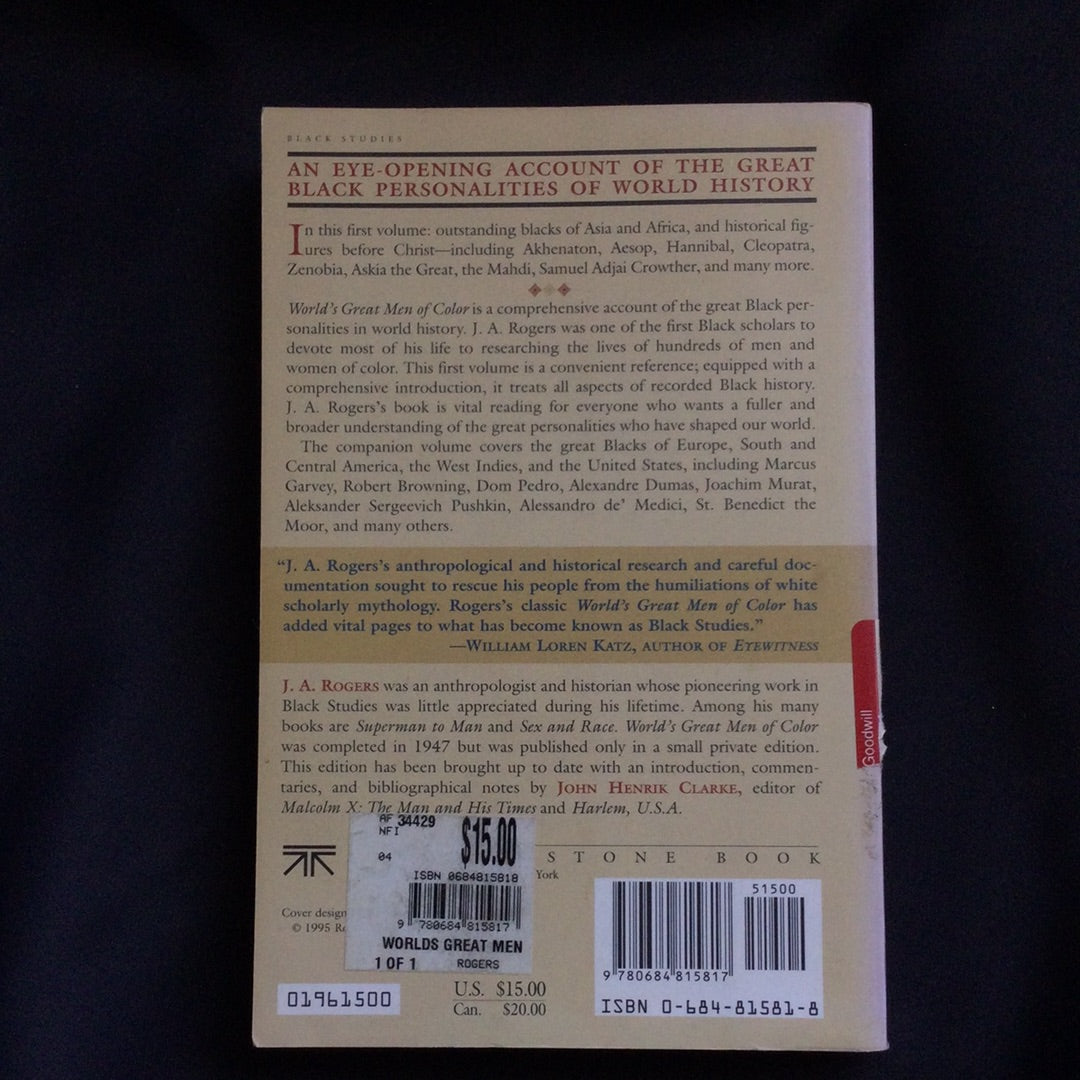 BLACK STUDIES
AN EYE-OPENING ACCOUNT OF THE GREAT
BLACK PERSONALITIES OF WORLD HISTORY
In this first volume: outstanding blacks of Asia and Africa, and historical fig-
ures before Christ—including Akhenaton, Aesop, Hannibal, Cleopatra,
Zenobia, Askia the Great, the Mahdi, Samuel Adjai Crowther, and many more.
World's Great Men of Color is a comprehensive account of the great Black per-
sonalities in world history. J. A. Rogers was one of the first Black scholars to
devote most of his life to researching the lives of hundreds of men and
women of color. This first volume is a convenient reference; equipped with a
comprehensive introduction, it treats all aspects of recorded Black history.
J. A. Rogers's book is vital reading for everyone who wants a fuller and
broader understanding of the great personalities who have shaped our world.
The companion volume covers the great Blacks of Europe, South and
Central America, the West Indies, and the United States, including Marcus
Garvey, Robert Browning, Dom Pedro, Alexandre Dumas, Joachim Murat,
Aleksander Sergeevich Pushkin, Alessandro de' Medici, St. Benedict the
Moor, and many others.
"J. A. Rogers's anthropological and historical research and careful doc-
umentation sought to rescue his people from the humiliations of white
scholarly mythology. Rogers's classic World's Great Men of Color has
added vital pages to what has become known as Black Studies."
—WILLIAM LOREN KATZ, AUTHOR OF EYEWITNESS
J. A. ROGERS was an anthropologist and historian whose pioneering work in
Black Studies was little appreciated during his lifetime. Among his many
books are Superman to Man and Sex and Race. World's Great Men of Color
was completed in 1947 but was published only in a small private edition.
This edition has been brought up to date with an introduction, commen-
taries, and bibliographical notes by JOHN HENRIK CLARKE, editor of
Malcolm X: The Man and His Times and Harlem, U.S.A.
Goodwill
AF 34429
NFI
04
$15.00
ISBN 0684815818
9 780684 815817
WORLDS GREAT MEN
1 OF 1 ROGERS
STONE BOOK
York
Cover design
© 1995
01961500
U.S. $15.00
Can. $20.00
51500
9 780684 815817
ISBN 0-684-81581-8